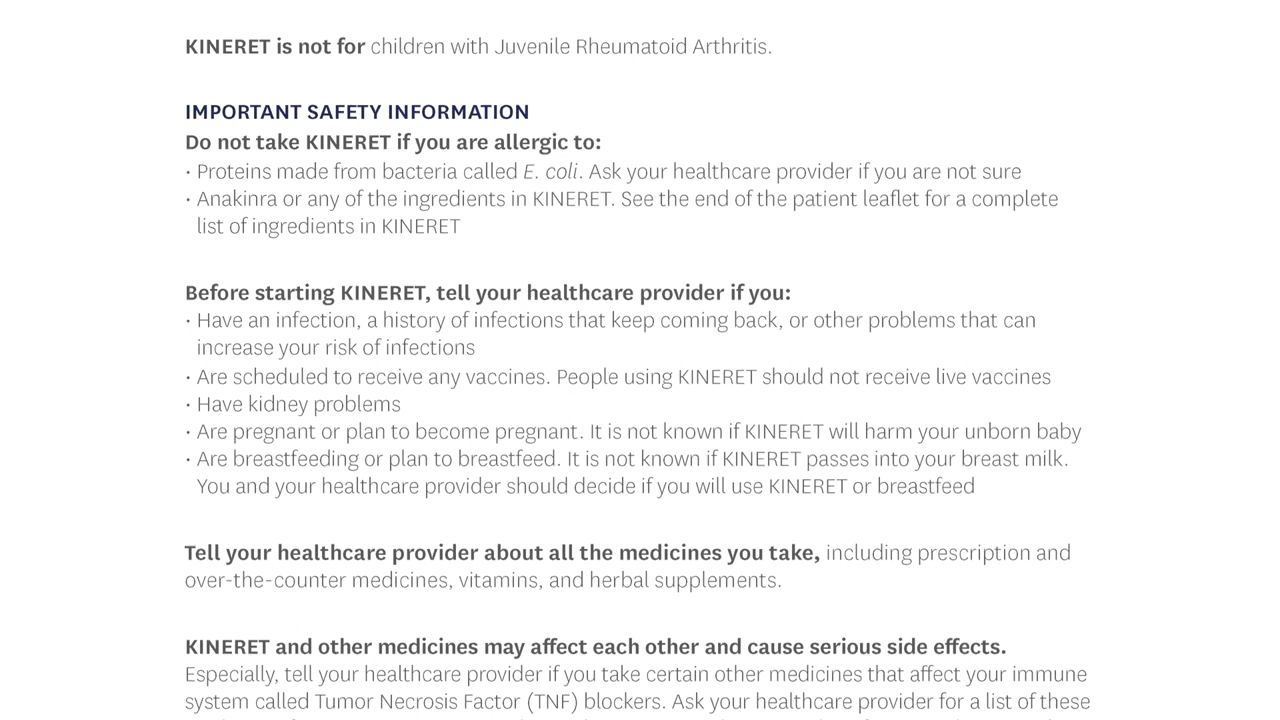 KINERET is not for children with Juvenile Rheumatoid Arthritis.
IMPORTANT SAFETY INFORMATION
Do not take KINERET if you are allergic to:
· Proteins made from bacteria called E. coli. Ask your healthcare provider if you are not sure
· Anakinra or any of the ingredients in KINERET. See the end of the patient leaflet for a complete
list of ingredients in KINERET
Before starting KINERET, tell your healthcare provider if you:
· Have an infection, a history of infections that keep coming back, or other problems that can
increase your risk of infections
· Are scheduled to receive any vaccines. People using KINERET should not receive live vaccines
· Have kidney problems
· Are pregnant or plan to become pregnant. It is not known if KINERET will harm your unborn baby
· Are breastfeeding or plan to breastfeed. It is not known if KINERET passes into your breast milk.
You and your healthcare provider should decide if you will use KINERET or breastfeed
Tell your healthcare provider about all the medicines you take, including prescription and
over-the-counter medicines, vitamins, and herbal supplements.
KINERET and other medicines may affect each other and cause serious side effects.
Especially, tell your healthcare provider if you take certain other medicines that affect your immune
system called Tumor Necrosis Factor (TNF) blockers. Ask your healthcare provider for a list of these